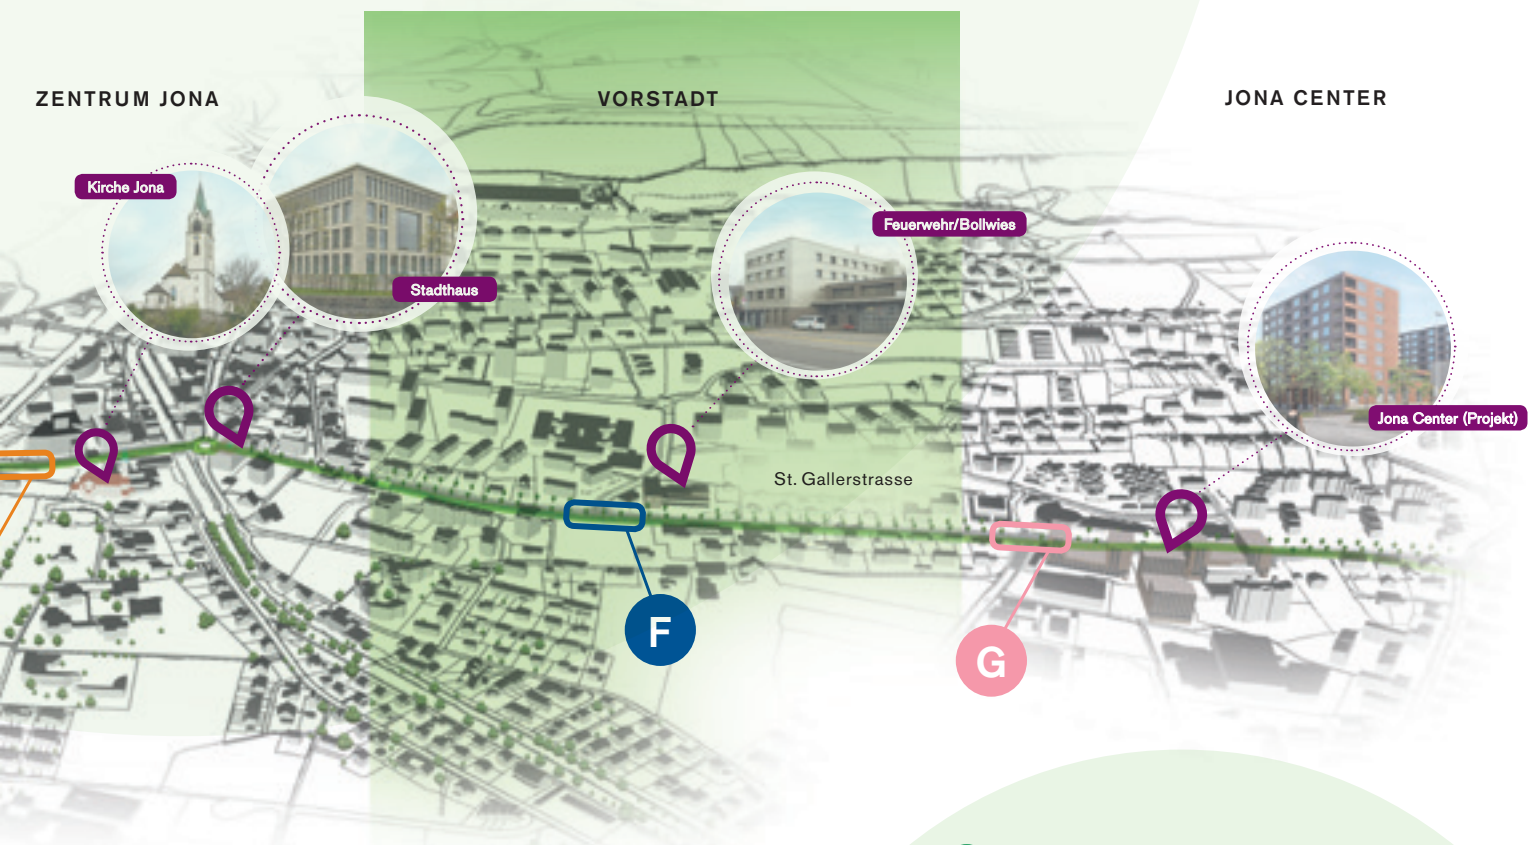 ZENTRUM JONA
VORSTADT
JONA CENTER
Kirche Jona
Stadthaus
Feuerwehr/Bollwies
Jona Center (Projekt)
St. Gallerstrasse
F
G